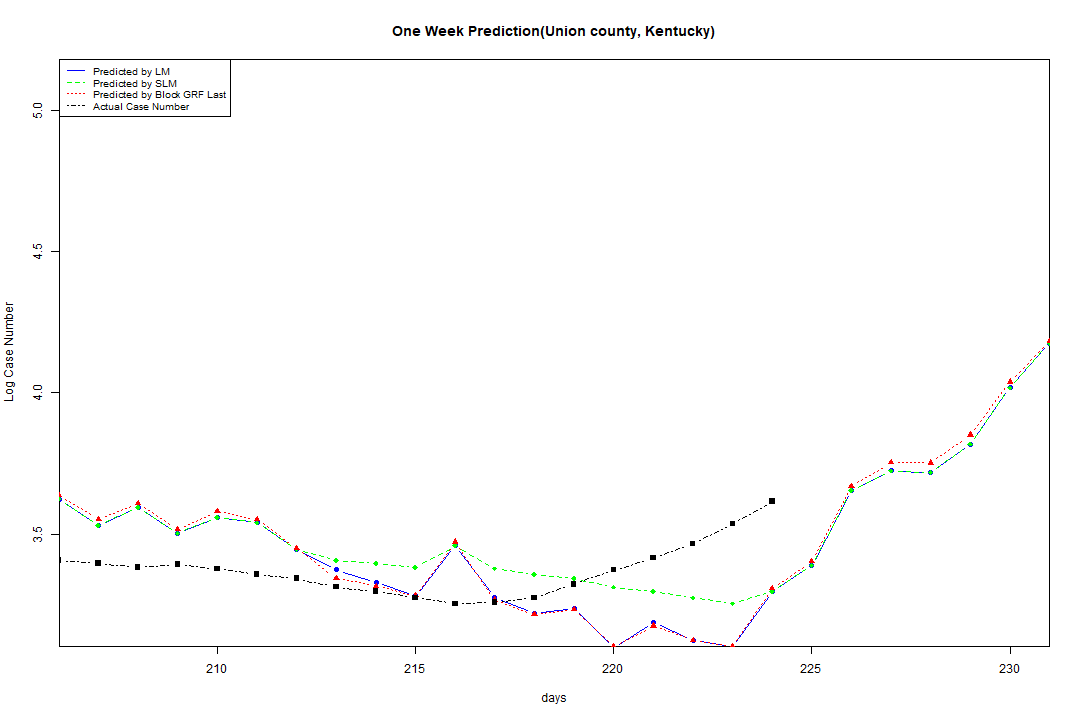 One Week Prediction(Union county, Kentucky)
Predicted by LM
Predicted by SLM
Predicted by Block GRF Last
Actual Case Number
5.0
4.5
4.0
3.5
Log Case Number
210 215 220 225 230
days